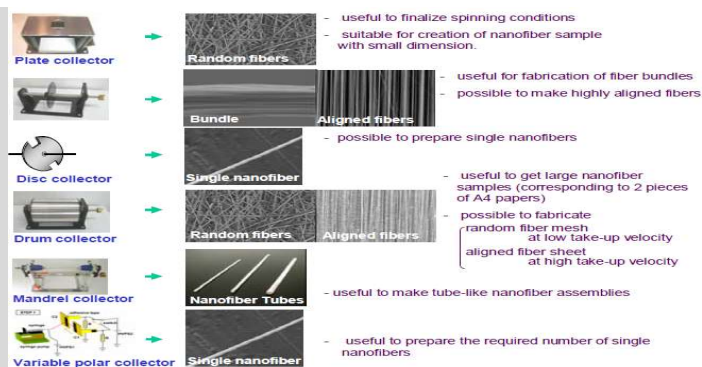 - useful to finalize spinning conditions
- suitable for creation of nanofiber sample
with small dimension.
Plate collector
Random fibers
- useful for fabrication of fiber bundles
- possible to make highly aligned fibers
Bundle
Aligned fibers
- possible to prepare single nanofibers
Disc collector
Single nanofiber
- useful to get large nanofiber
samples (corresponding to 2 pieces
of A4 papers)
- possible to fabricate
random fiber mesh
at low take-up velocity
aligned fiber sheet
at high take-up velocity
Drum collector
Random fibers
Aligned fibers
Mandrel collector
Nanofiber Tubes
- useful to make tube-like nanofiber assemblies
STEP 1
Variable polar collector
Single nanofiber
- useful to prepare the required number of single
nanofibers